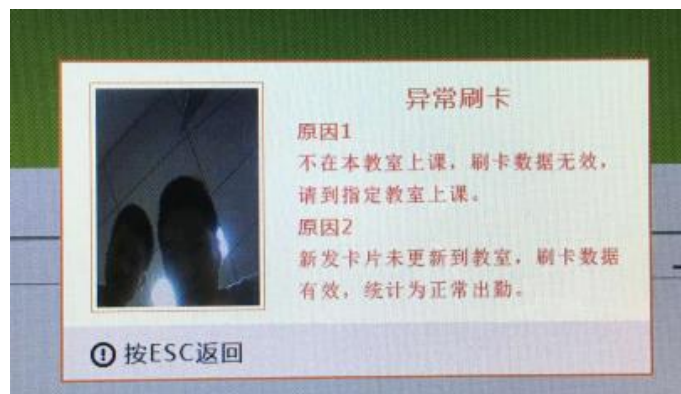 异常刷卡
原因1
不在本教室上课，刷卡数据无效，
请到指定教室上课。
原因2
新发卡片未更新到教室，刷卡数据
有效，统计为正常出勤。
按ESC返回